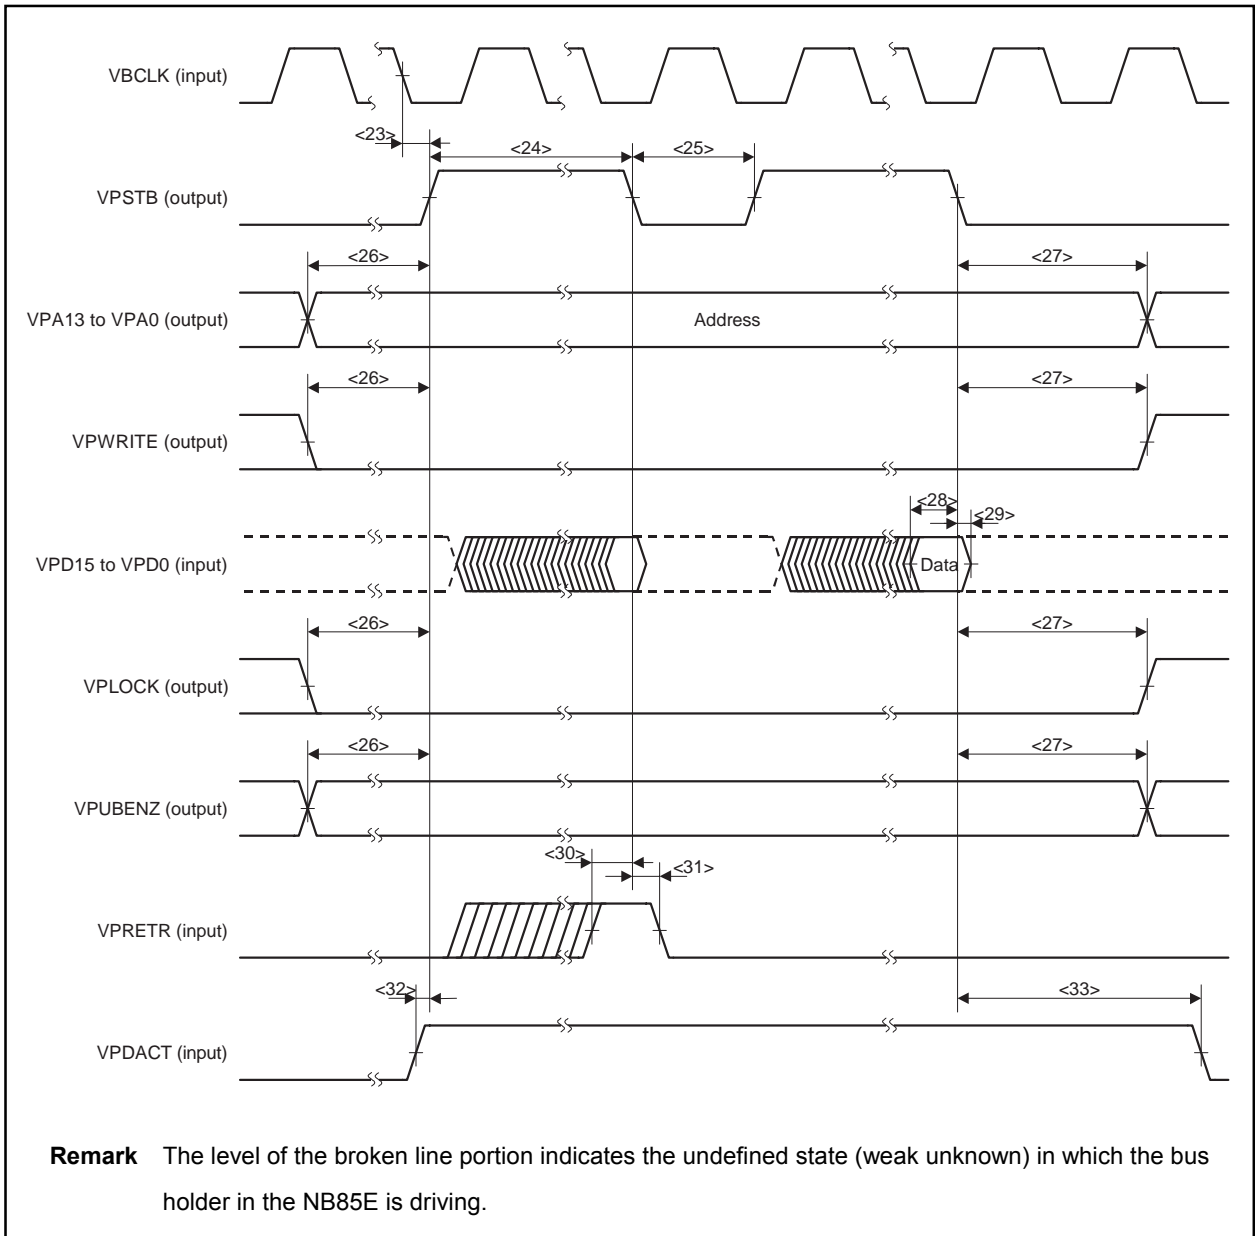 VBCLK (input)
<23>
<24>
<25>
VPSTB (output)
<26>
<27>
VPA13 to VPA0 (output)
Address
<26>
<27>
VPWRITE (output)
<28>
<29>
VPD15 to VPD0 (input)
Data
<26>
<27>
VPLOCK (output)
<26>
<27>
VPUBENZ (output)
<30>
<31>
VPRETR (input)
<32>
<33>
VPDACT (input)
Remark The level of the broken line portion indicates the undefined state (weak unknown) in which the bus
holder in the NB85E is driving.